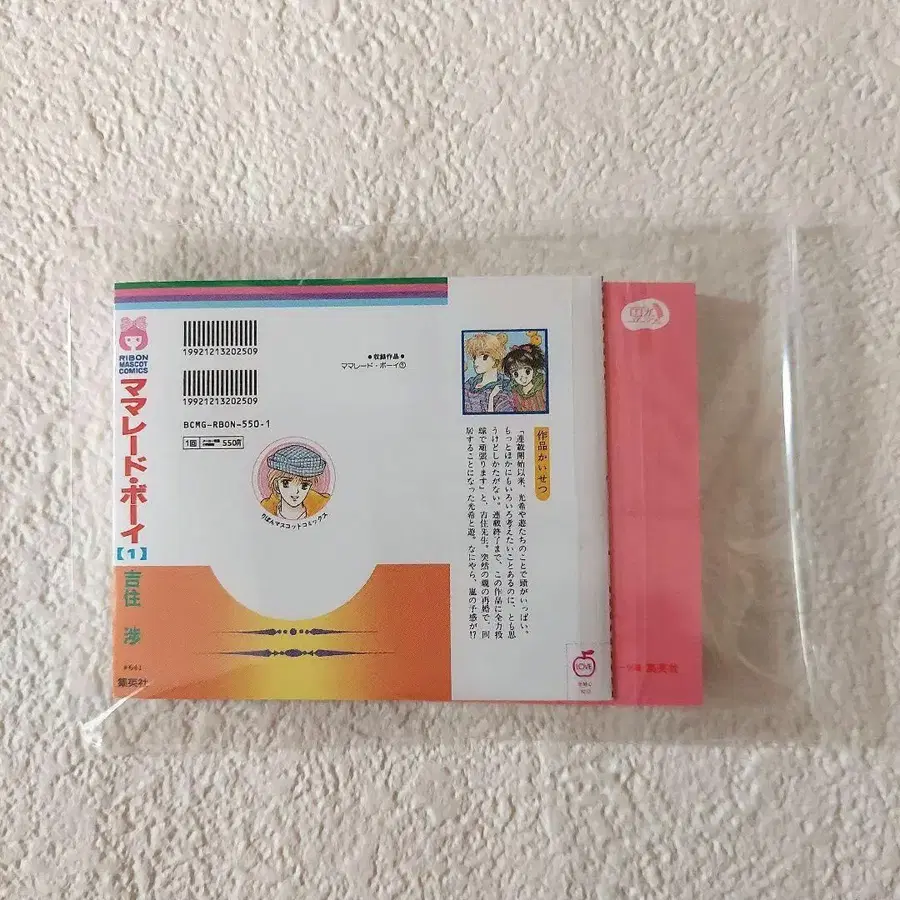 RIBON
MASCOT
COMICS
ママレード・ボーイ
【1】
吉住 渉
集英社
19921213202509
19921213202509
BCMG-RBON-550-1
1回
550円
●収録作品●
ママレード・ボーイ①
りぼんマスコットコミックス
作品かいせつ
「連載開始以来、光希や遊たちのことで頭がいっぱい。
もっとほかにもいろいろ考えたいことあるのに、とも思
うけどしかたがない。連載終了まで、この作品に全力投
球で頑張ります」と、吉住先生。突然の親の再婚で、同
居することになった光希と遊。なにやら、嵐の予感が!?
LOVE
集英社